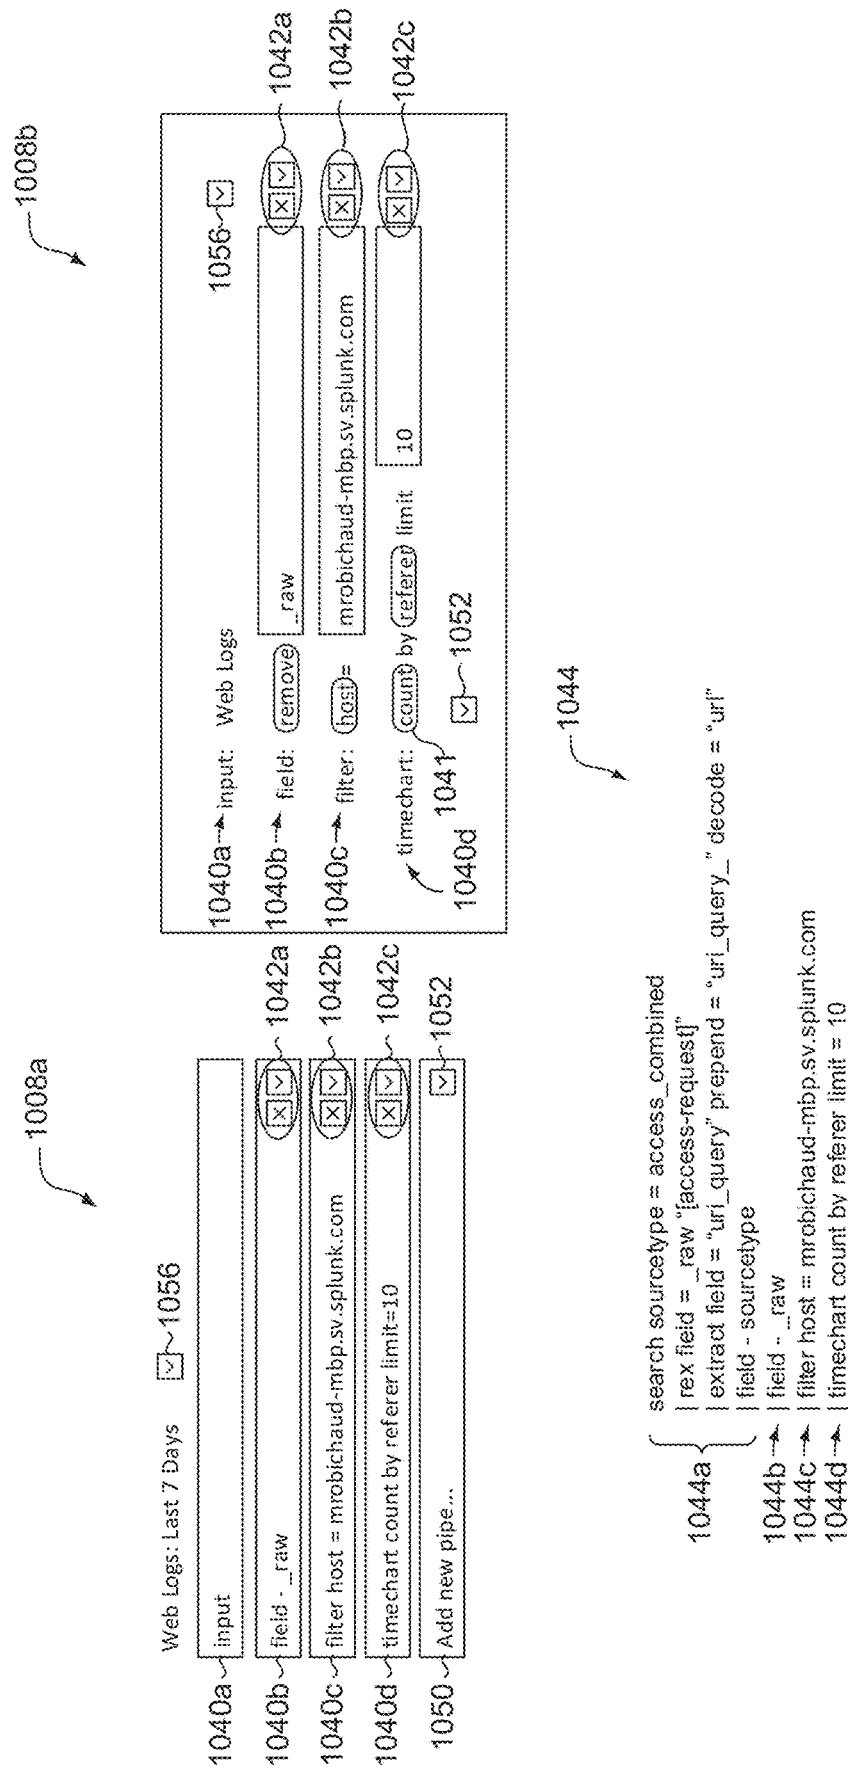 1008a
Web Logs: Last 7 Days
1056
1040a
input
1040b
field - _raw
1042a
1040c
filter host = mrobichaud-mbp.sv.splunk.com
1042b
1040d
timechart count by referer limit=10
1042c
1050
Add new pipe...
1052
1008b
1056
1040a
input: Web Logs
1040b
field: remove _raw
1042a
1040c
filter: host = mrobichaud-mbp.sv.splunk.com
1042b
timechart: count by referer limit 10
1042c
1041
1040d
1052
1044
search sourcetype = access_combined
| rex field = _raw "[access-request]"
| extract field = "uri_query" prepend = "uri_query_" decode = "url"
| field - sourcetype
1044a
1044b
| field - _raw
1044c
| filter host = mrobichaud-mbp.sv.splunk.com
1044d
| timechart count by referer limit = 10